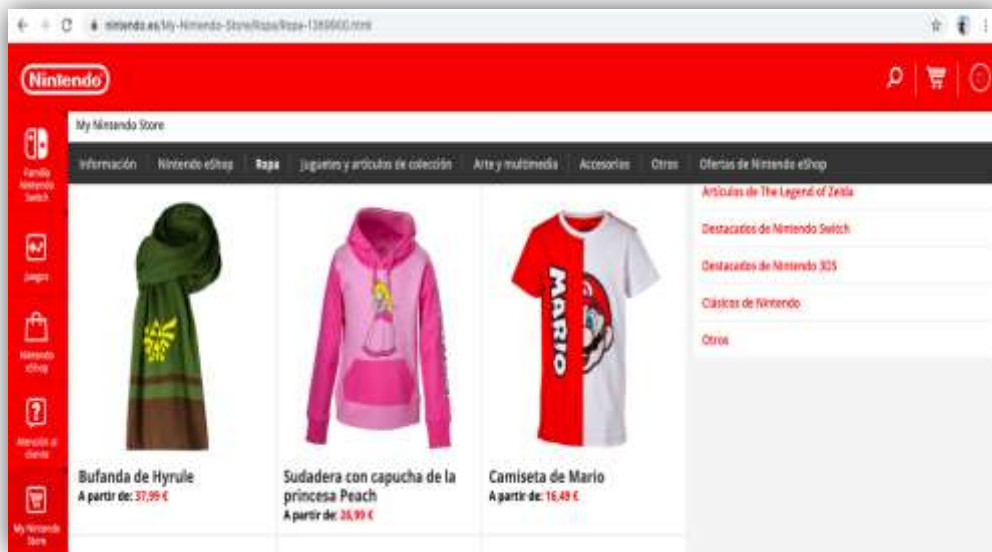 nintendo.es/My-Nintendo-Store/Ropa/Ropa-1369900.html
Nintendo
My Nintendo Store
Información Nintendo eShop Ropa Juguetes y artículos de colección Arte y multimedia Accesorios Otros Ofertas de Nintendo eShop
Familia
Nintendo
Switch
Juegos
Nintendo
eShop
Atención al
cliente
My Nintendo
Store
Artículos de The Legend of Zelda
Destacados de Nintendo Switch
Destacados de Nintendo 3DS
Clásicos de Nintendo
Otros
MARIO
Bufanda de Hyrule
A partir de: 37,99 €
Sudadera con capucha de la
princesa Peach
A partir de: 26,99 €
Camiseta de Mario
A partir de: 16,49 €